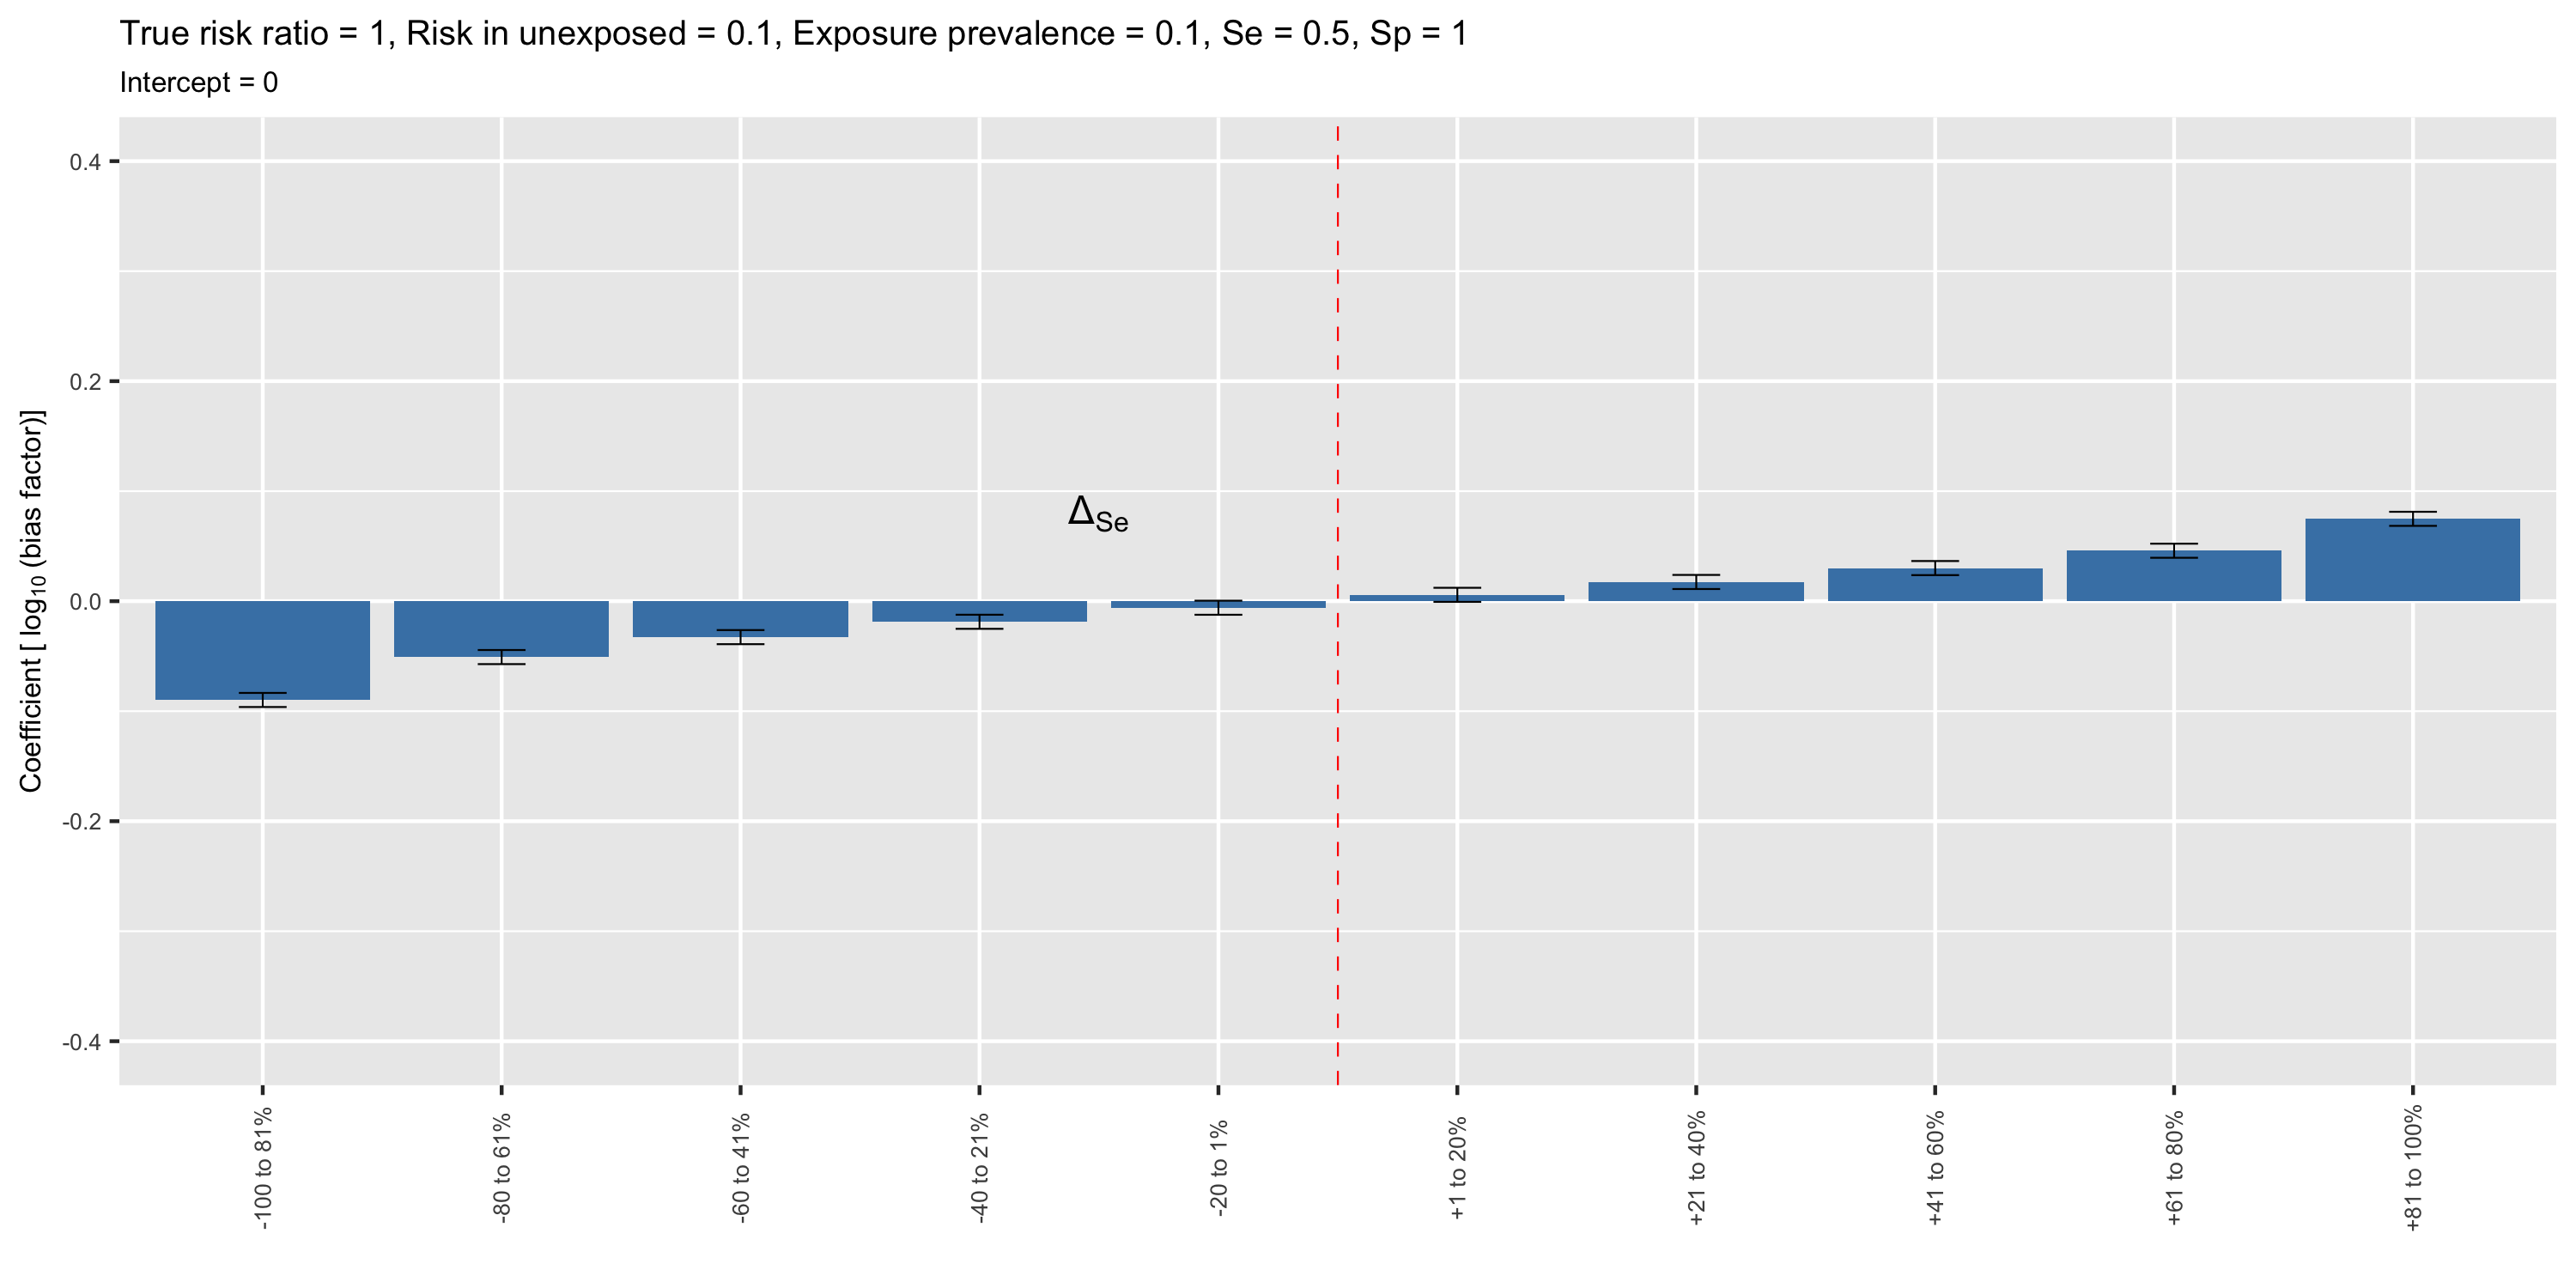 True risk ratio = 1, Risk in unexposed = 0.1, Exposure prevalence = 0.1, Se = 0.5, Sp = 1
Intercept = 0
Coefficient [ log₁₀ (bias factor)]
0.4
0.2
0.0
-0.2
-0.4
Δ_Se
-100 to 81%
-80 to 61%
-60 to 41%
-40 to 21%
-20 to 1%
+1 to 20%
+21 to 40%
+41 to 60%
+61 to 80%
+81 to 100%